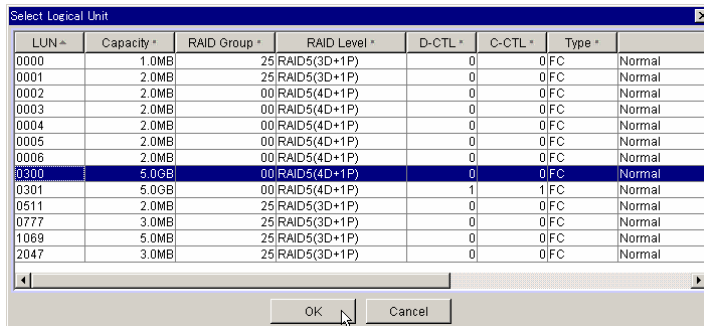 Select Logical Unit
LUN Capacity RAID Group RAID Level D-CTL C-CTL Type
0000 1.0MB 25 RAID5(3D+1P) 0 0 FC Normal
0001 2.0MB 25 RAID5(3D+1P) 0 0 FC Normal
0002 2.0MB 00 RAID5(4D+1P) 0 0 FC Normal
0003 2.0MB 00 RAID5(4D+1P) 0 0 FC Normal
0004 2.0MB 00 RAID5(4D+1P) 0 0 FC Normal
0005 2.0MB 00 RAID5(4D+1P) 0 0 FC Normal
0006 2.0MB 00 RAID5(4D+1P) 0 0 FC Normal
0300 5.0GB 00 RAID5(4D+1P) 0 0 FC Normal
0301 5.0GB 00 RAID5(4D+1P) 1 1 FC Normal
0511 2.0MB 25 RAID5(3D+1P) 0 0 FC Normal
0777 3.0MB 25 RAID5(3D+1P) 0 0 FC Normal
1069 5.0MB 25 RAID5(3D+1P) 0 0 FC Normal
2047 3.0MB 25 RAID5(3D+1P) 0 0 FC Normal
OK Cancel